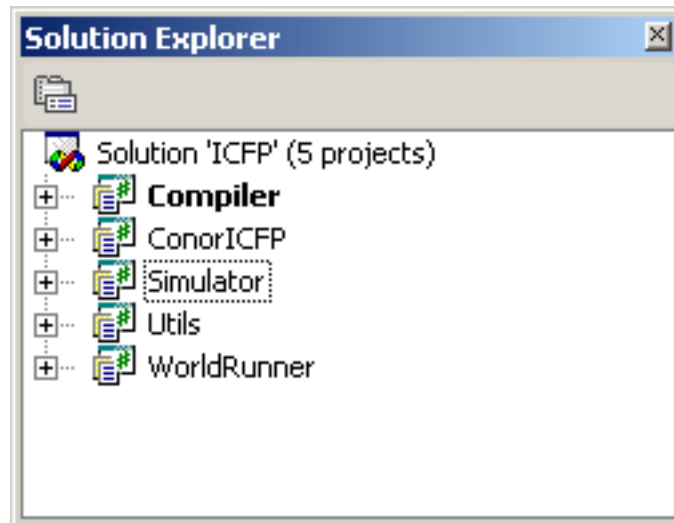 Solution Explorer
Solution 'ICFP' (5 projects)
Compiler
ConorICFP
Simulator
Utils
WorldRunner